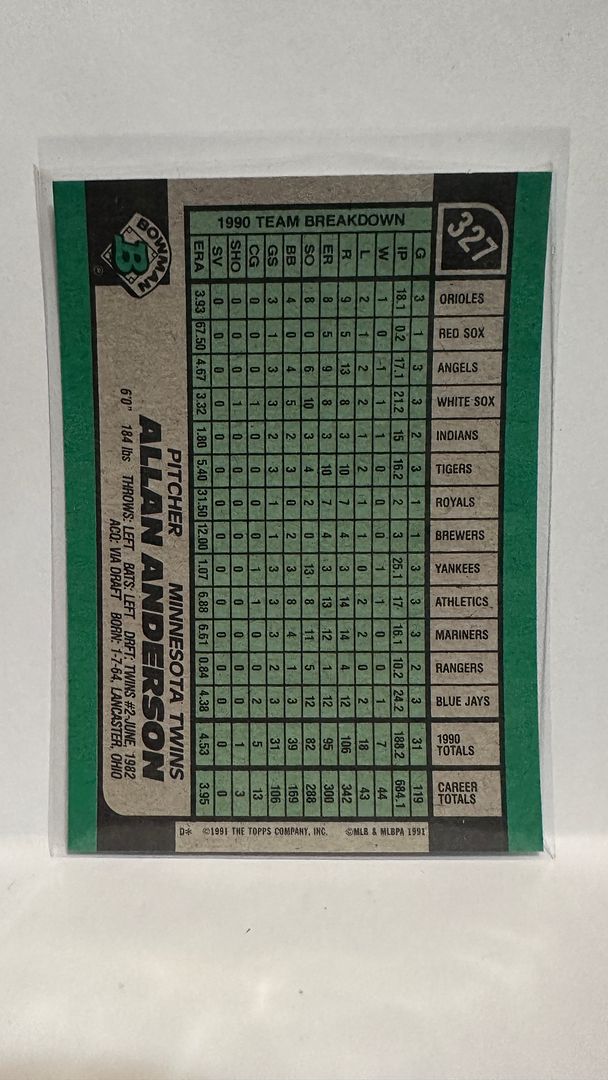 327
1990 TEAM BREAKDOWN
G IP W L R ER SO BB GS CG SHO SV ERA
ORIOLES 3 18.1 1 2 9 8 8 4 3 0 0 0 3.93
RED SOX 1 0.2 0 1 5 5 0 0 1 0 0 0 67.50
ANGELS 3 17.1 1 2 13 9 6 4 3 0 0 0 4.67
WHITE SOX 3 21.2 1 2 8 8 10 5 3 1 1 0 3.32
INDIANS 2 15 1 1 3 3 3 2 2 0 0 0 1.80
TIGERS 3 16.2 0 2 10 10 4 3 3 0 0 0 5.40
ROYALS 1 2 0 1 7 7 2 0 1 0 0 0 31.50
BREWERS 1 3 0 1 4 4 0 2 1 0 0 0 12.00
YANKEES 3 25.1 1 0 3 3 13 3 3 1 0 0 1.07
ATHLETICS 3 17 1 2 14 13 8 8 3 1 0 0 6.88
MARINERS 3 16.1 0 2 14 12 11 4 3 0 0 0 6.61
RANGERS 2 10.2 0 0 4 1 5 1 2 0 0 0 0.84
BLUE JAYS 3 24.2 1 2 12 12 12 3 3 2 0 0 4.38
1990 TOTALS 31 188.2 7 18 106 95 82 39 31 5 1 0 4.53
CAREER TOTALS 119 684.1 44 43 342 300 288 169 106 13 3 0 3.95
BOWMAN
B
PITCHER MINNESOTA TWINS
ALLAN ANDERSON
6'0" 184 lbs THROWS: LEFT BATS: LEFT DRFT: TWINS #2-JUNE, 1982
ACQ: VIA DRAFT BORN: 1-7-64, LANCASTER, OHIO
D* ©1991 THE TOPPS COMPANY, INC. ©MLB & MLBPA 1991